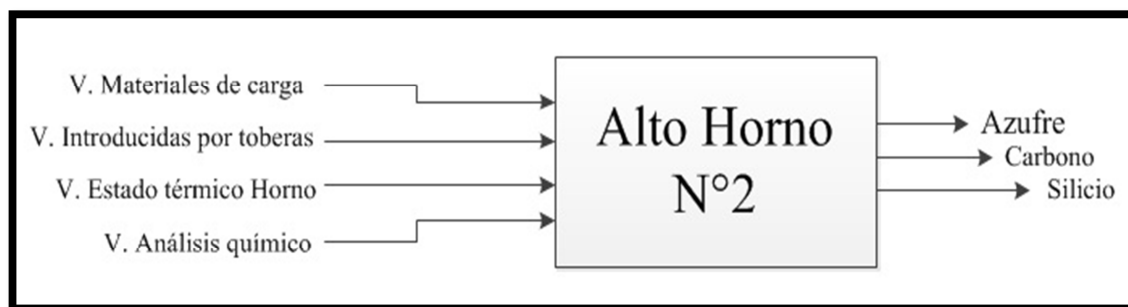 V. Materiales de carga
V. Introducidas por toberas
V. Estado térmico Horno
V. Análisis químico
Alto Horno
N°2
Azufre
Carbono
Silicio